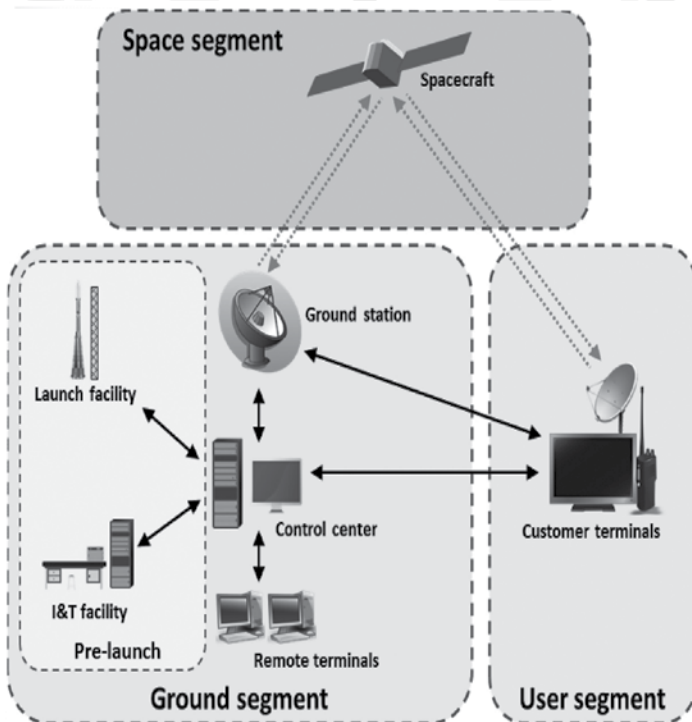 Space segment
Spacecraft
Ground station
Launch facility
Control center
Customer terminals
I&T facility
Pre-launch
Remote terminals
Ground segment
User segment